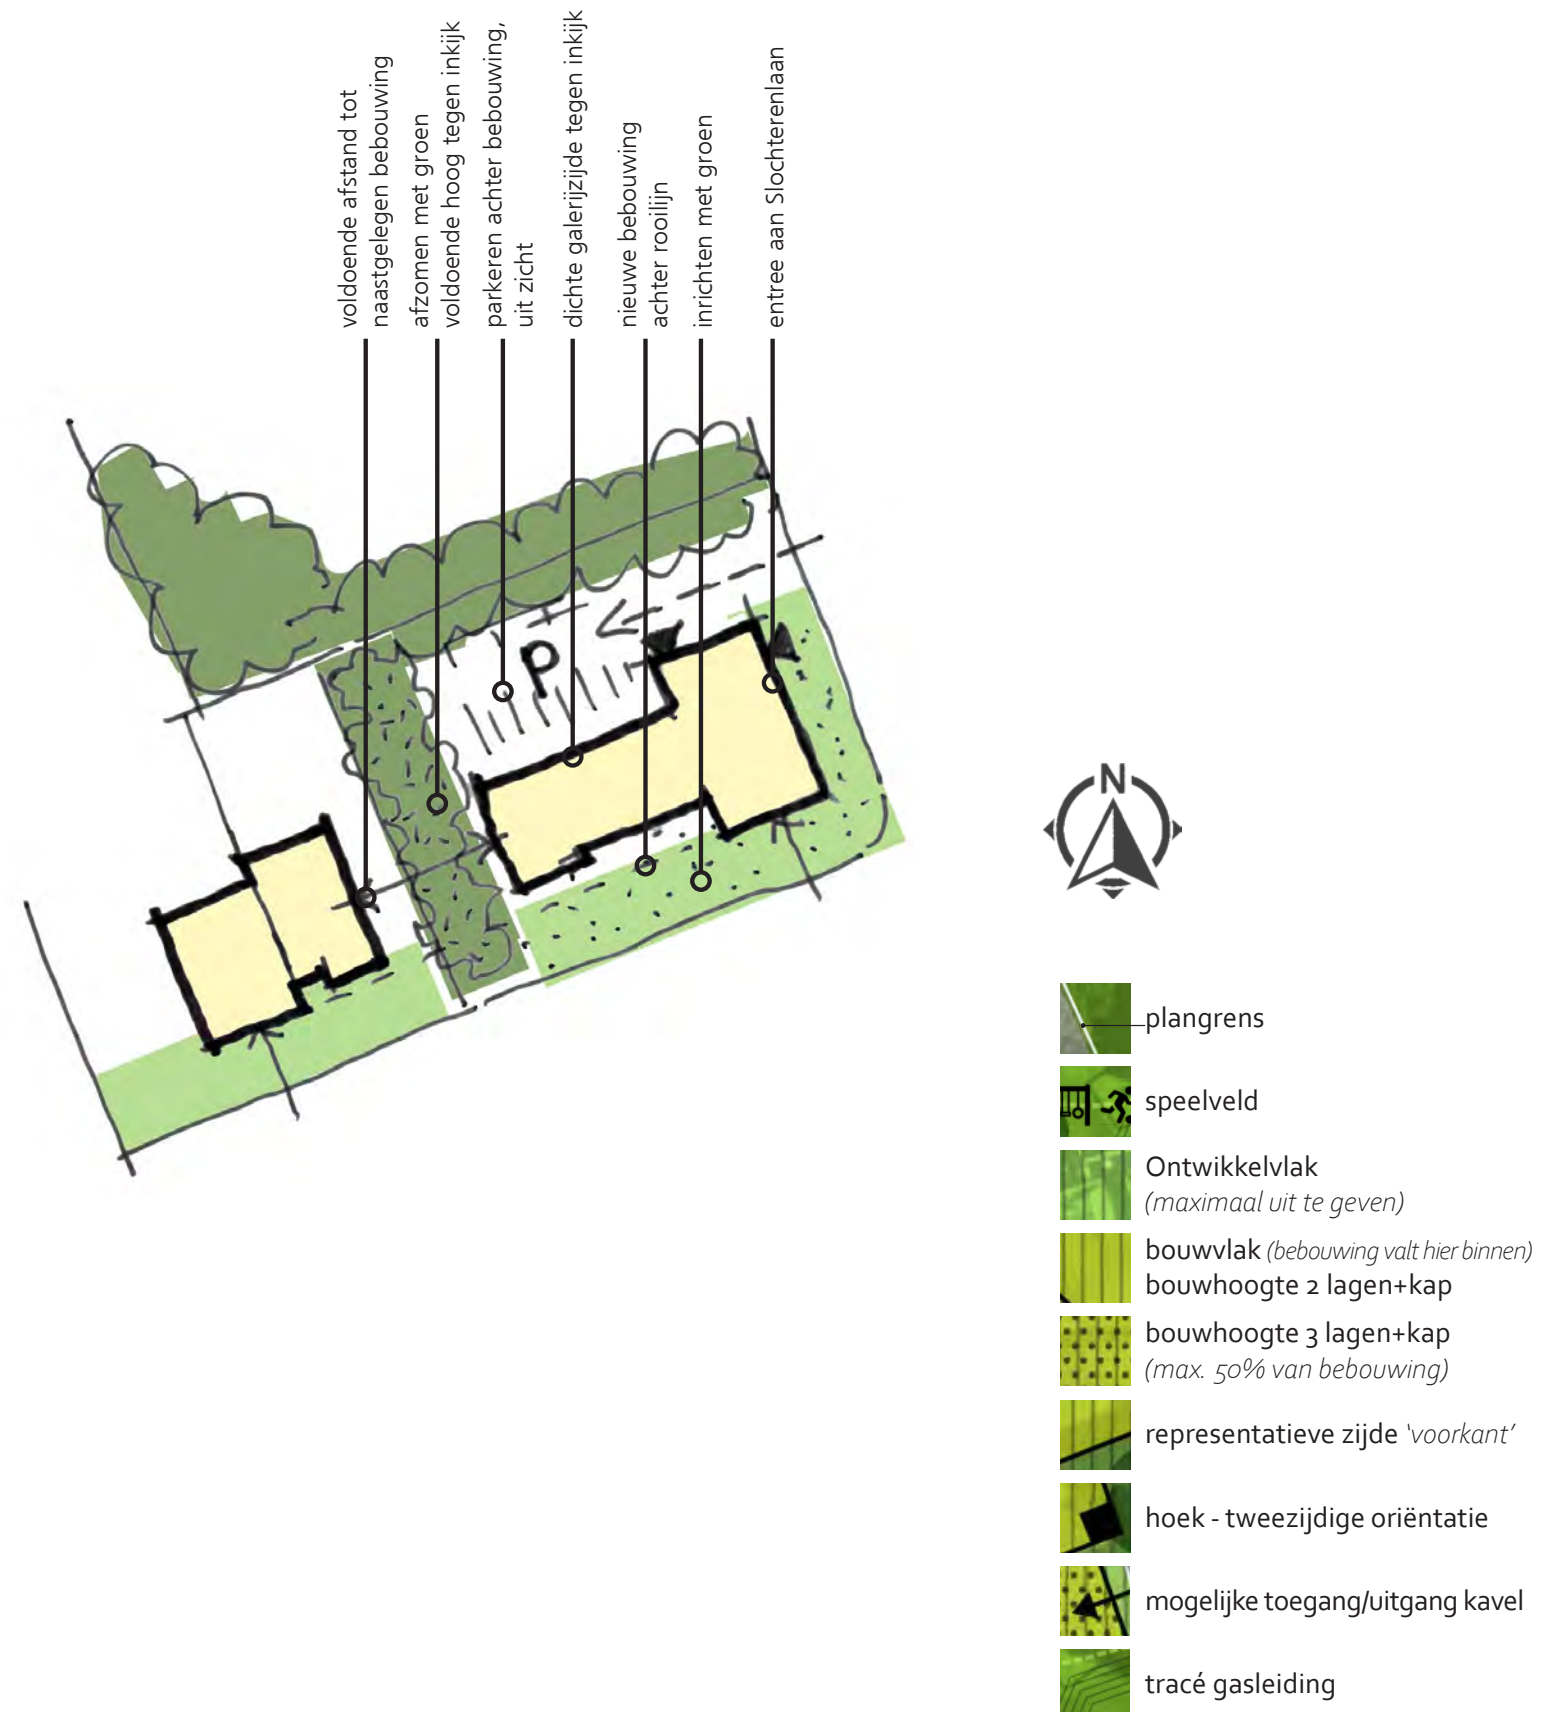 voldoende afstand tot
naastgelegen bebouwing
afzomen met groen
voldoende hoog tegen inkijk
parkeren achter bebouwing,
uit zicht
dichte galerijzijde tegen inkijk
nieuwe bebouwing
achter rooilijn
inrichten met groen
entree aan Slochterenlaan
P
N
plangrens
speelveld
Ontwikkelvlak
(maximaal uit te geven)
bouwvlak (bebouwing valt hier binnen)
bouwhoogte 2 lagen+kap
bouwhoogte 3 lagen+kap
(max. 50% van bebouwing)
representatieve zijde ‘voorkant’
hoek - tweezijdige oriëntatie
mogelijke toegang/uitgang kavel
tracé gasleiding